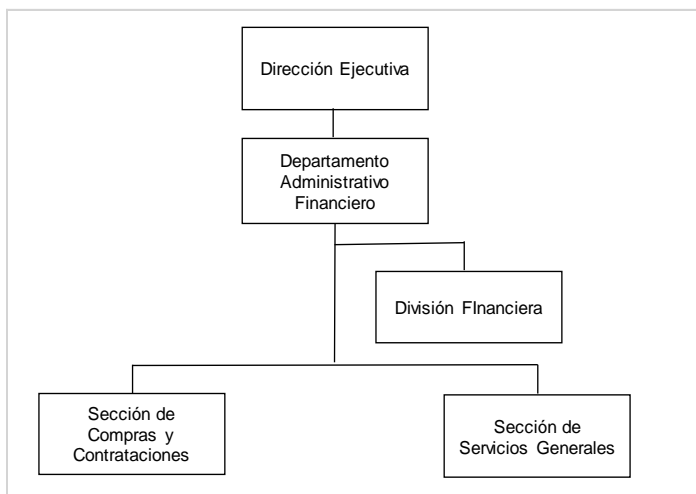 Dirección Ejecutiva
Departamento
Administrativo
Financiero
División FInanciera
Sección de
Compras y
Contrataciones
Sección de
Servicios Generales